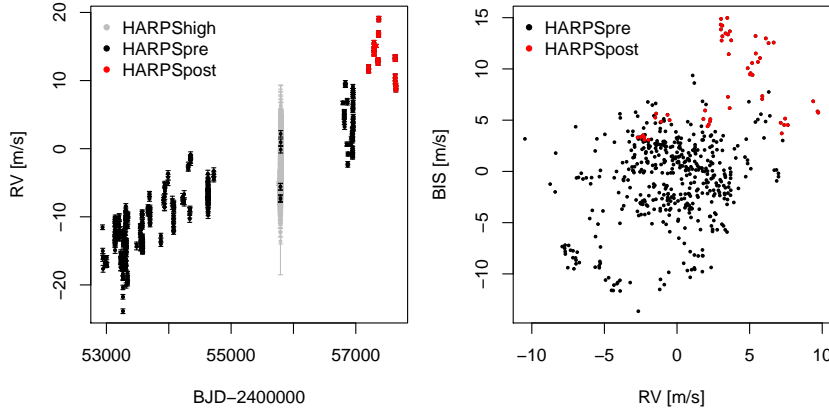 HARPShigh
HARPSpre
HARPSpost
RV [m/s]
20
10
0
−10
−20
53000
55000
57000
BJD−2400000
HARPSpre
HARPSpost
BIS [m/s]
15
10
5
0
−5
−10
−10
−5
0
5
10
RV [m/s]